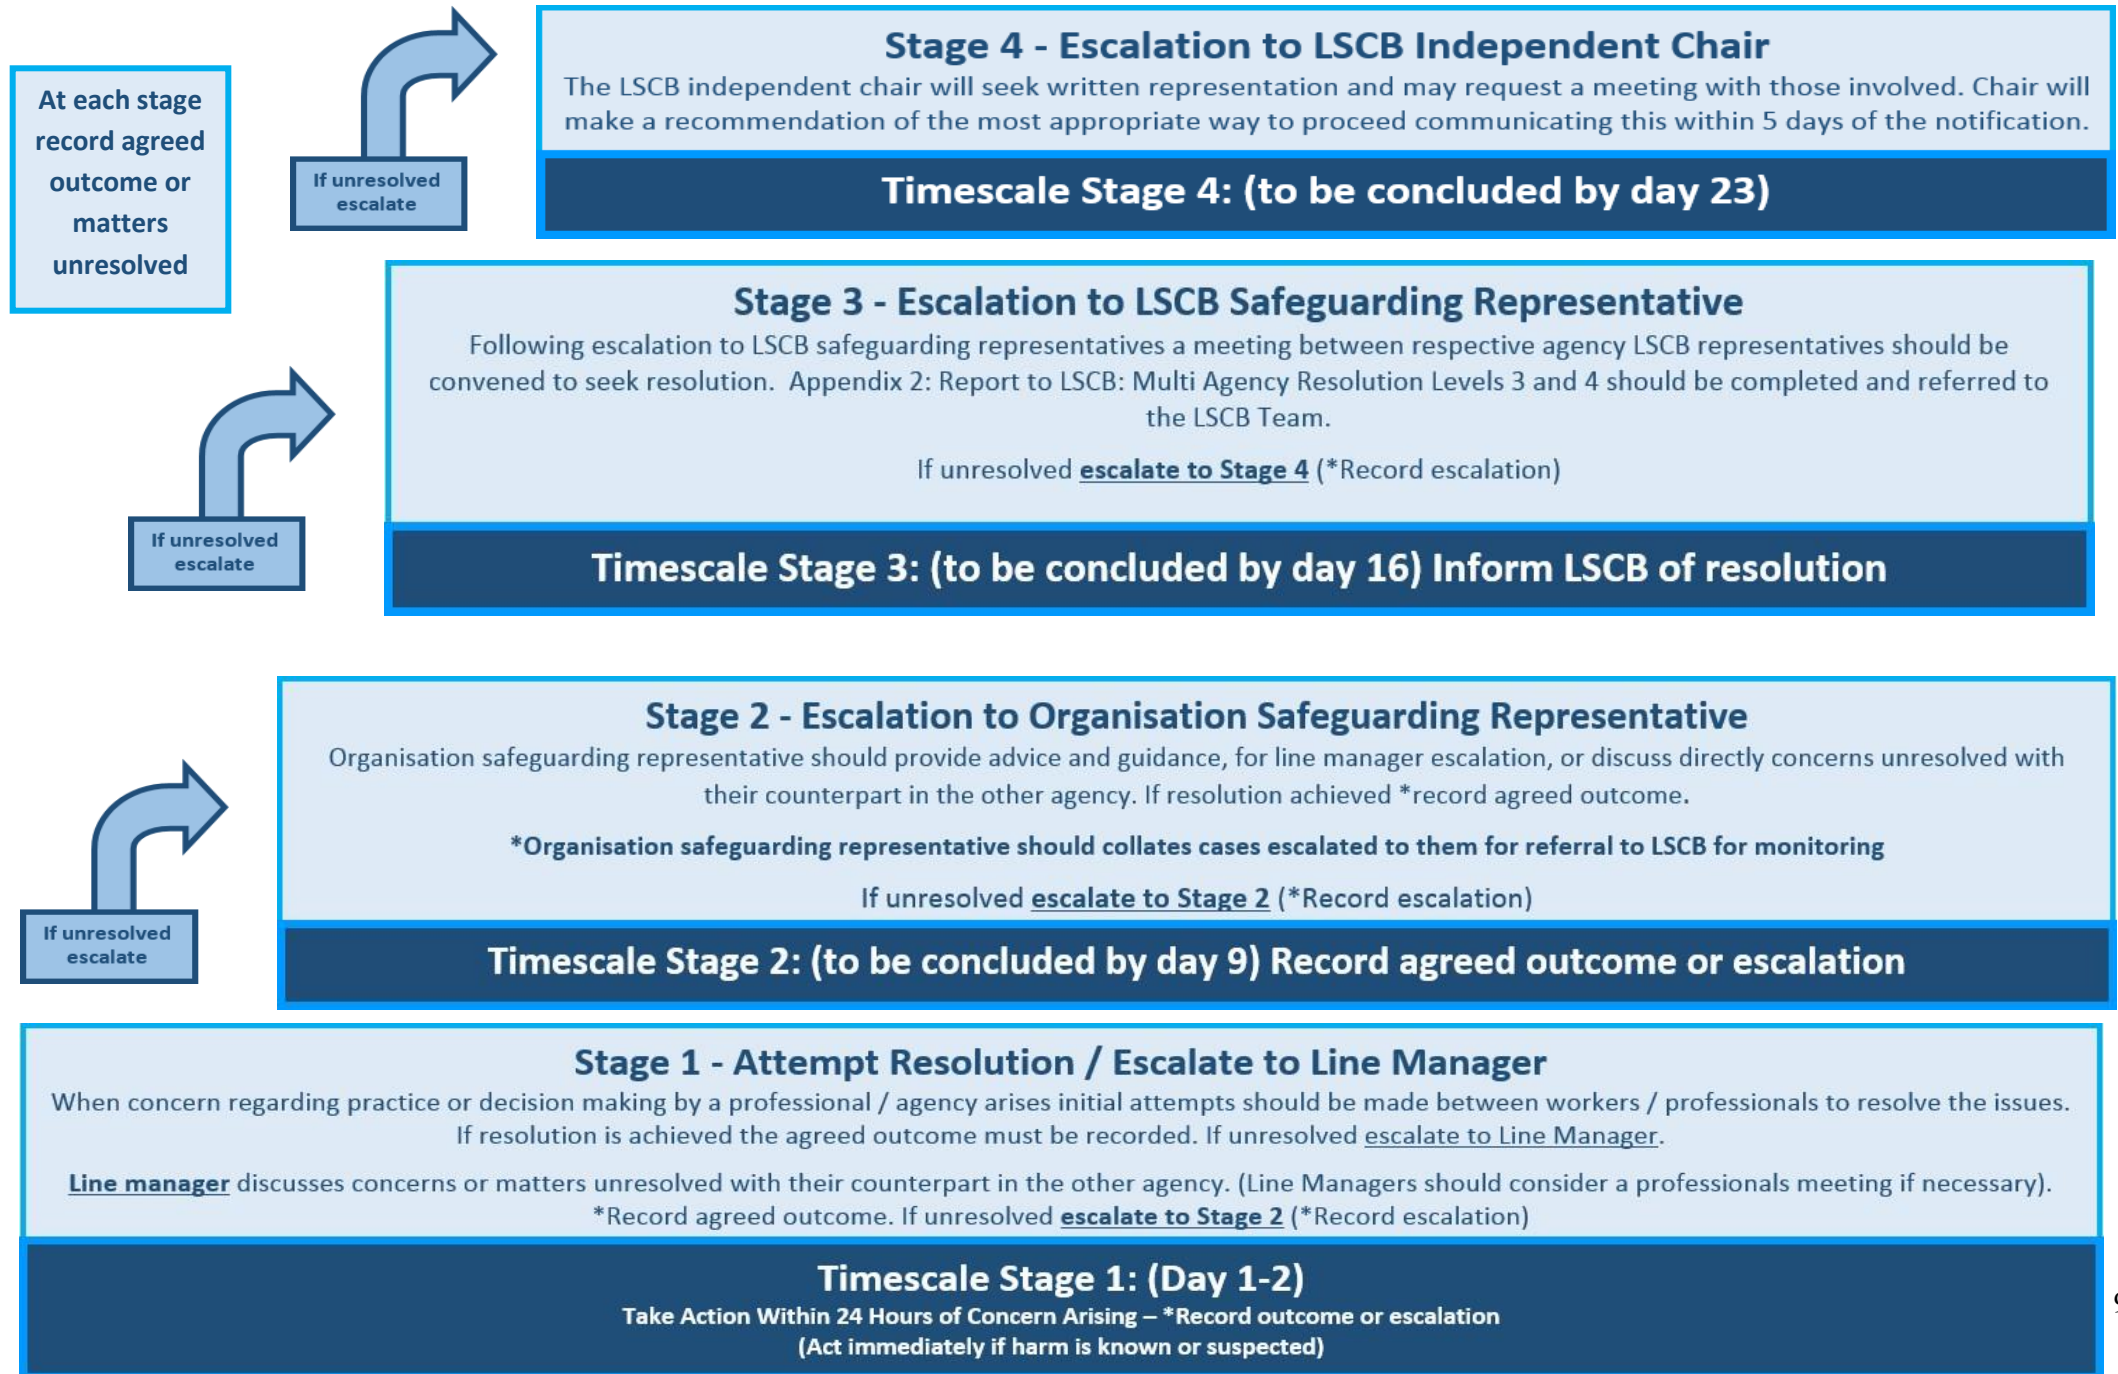 At each stage
record agreed
outcome or
matters
unresolved
If unresolved
escalate
Stage 4 - Escalation to LSCB Independent Chair
The LSCB independent chair will seek written representation and may request a meeting with those involved. Chair will
make a recommendation of the most appropriate way to proceed communicating this within 5 days of the notification.
Timescale Stage 4: (to be concluded by day 23)
If unresolved
escalate
Stage 3 - Escalation to LSCB Safeguarding Representative
Following escalation to LSCB safeguarding representatives a meeting between respective agency LSCB representatives should be
convened to seek resolution.  Appendix 2: Report to LSCB: Multi Agency Resolution Levels 3 and 4 should be completed and referred to
the LSCB Team.
If unresolved escalate to Stage 4 (*Record escalation)
Timescale Stage 3: (to be concluded by day 16) Inform LSCB of resolution
If unresolved
escalate
Stage 2 - Escalation to Organisation Safeguarding Representative
Organisation safeguarding representative should provide advice and guidance, for line manager escalation, or discuss directly concerns unresolved with
their counterpart in the other agency. If resolution achieved *record agreed outcome.
*Organisation safeguarding representative should collates cases escalated to them for referral to LSCB for monitoring
If unresolved escalate to Stage 2 (*Record escalation)
Timescale Stage 2: (to be concluded by day 9) Record agreed outcome or escalation
Stage 1 - Attempt Resolution / Escalate to Line Manager
When concern regarding practice or decision making by a professional / agency arises initial attempts should be made between workers / professionals to resolve the issues.
If resolution is achieved the agreed outcome must be recorded. If unresolved escalate to Line Manager.
Line manager discusses concerns or matters unresolved with their counterpart in the other agency. (Line Managers should consider a professionals meeting if necessary).
*Record agreed outcome. If unresolved escalate to Stage 2 (*Record escalation)
Timescale Stage 1: (Day 1-2)
Take Action Within 24 Hours of Concern Arising – *Record outcome or escalation
(Act immediately if harm is known or suspected)